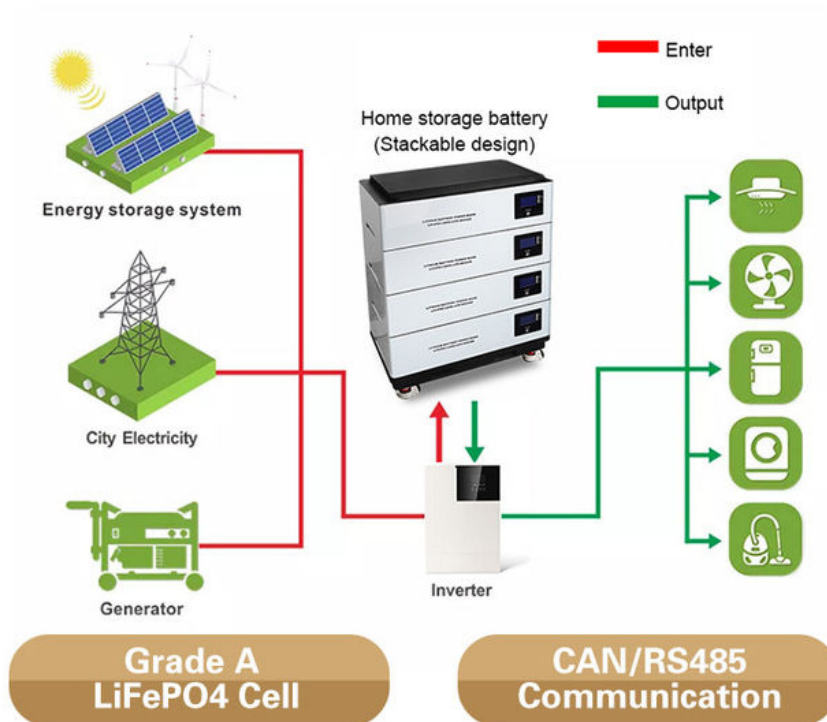 Enter
Output
Home storage battery
(Stackable design)
Energy storage system
City Electricity
Generator
Inverter
Grade A
LiFePO4 Cell
CAN/RS485
Communication